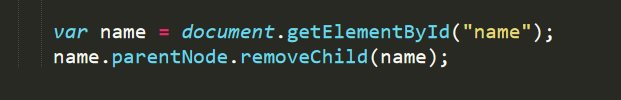 var name = document.getElementById("name");
name.parentNode.removeChild(name);